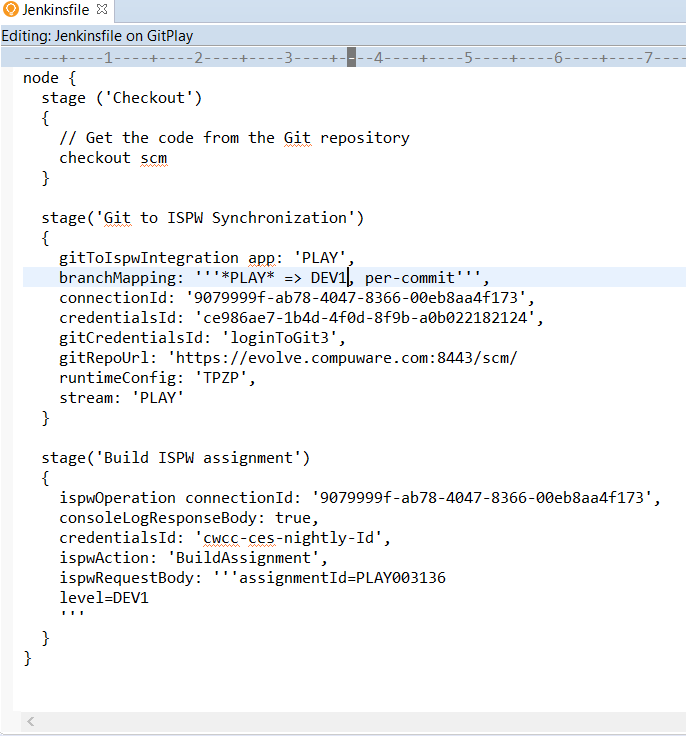 Jenkinsfile
Editing: Jenkinsfile on GitPlay
----+----1----+----2----+----3----+----4----+----5----+----6----+----7----
node {
  stage ('Checkout')
  {
    // Get the code from the Git repository
    checkout scm
  }

  stage('Git to ISPW Synchronization')
  {
    gitToIspwIntegration app: 'PLAY',
    branchMapping: '''*PLAY* => DEV1, per-commit''',
    connectionId: '9079999f-ab78-4047-8366-00eb8aa4f173',
    credentialsId: 'ce986ae7-1b4d-4f0d-8f9b-a0b022182124',
    gitCredentialsId: 'loginToGit3',
    gitRepoUrl: 'https://evolve.compuware.com:8443/scm/
    runtimeConfig: 'TPZP',
    stream: 'PLAY'
  }

  stage('Build ISPW assignment')
  {
    ispwOperation connectionId: '9079999f-ab78-4047-8366-00eb8aa4f173',
    consoleLogResponseBody: true,
    credentialsId: 'cwcc-ces-nightly-Id',
    ispwAction: 'BuildAssignment',
    ispwRequestBody: '''assignmentId=PLAY003136
    level=DEV1
    '''
  }
}